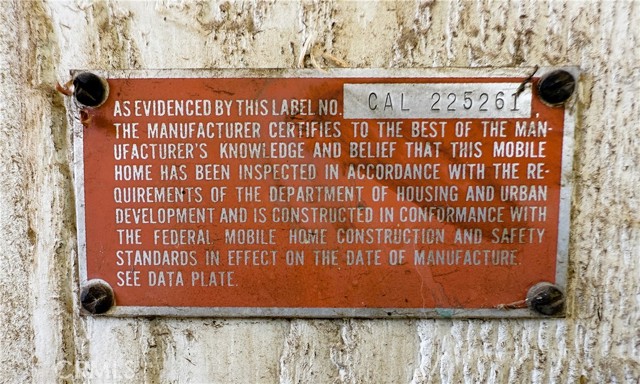 AS EVIDENCED BY THIS LABEL NO. CAL 225261,
THE MANUFACTURER CERTIFIES TO THE BEST OF THE MAN-
UFACTURER'S KNOWLEDGE AND BELIEF THAT THIS MOBILE
HOME HAS BEEN INSPECTED IN ACCORDANCE WITH THE RE-
QUIREMENTS OF THE DEPARTMENT OF HOUSING AND URBAN
DEVELOPMENT AND IS CONSTRUCTED IN CONFORMANCE WITH
THE FEDERAL MOBILE HOME CONSTRUCTION AND SAFETY
STANDARDS IN EFFECT ON THE DATE OF MANUFACTURE.
SEE DATA PLATE.
CRMLS